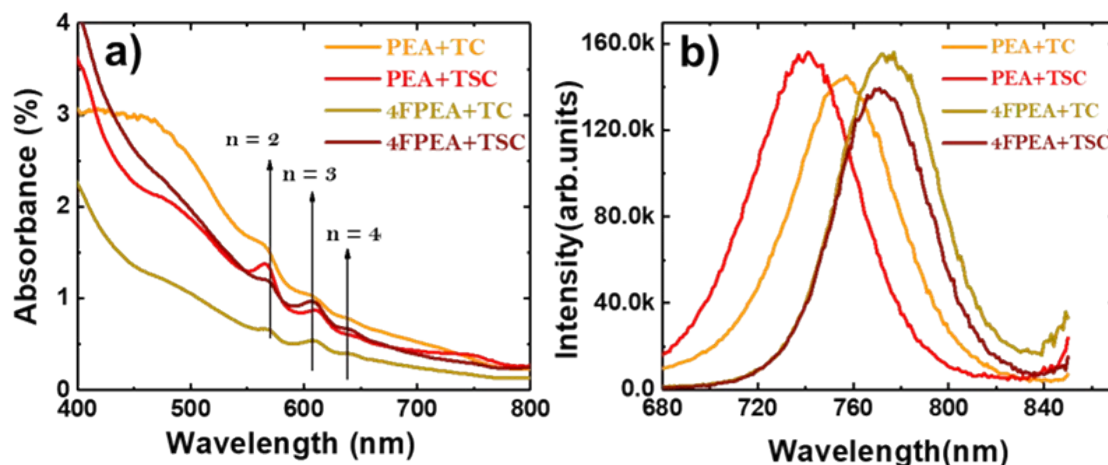 a)
PEA+TC
PEA+TSC
4FPEA+TC
4FPEA+TSC
n = 2
n = 3
n = 4
Absorbance (%)
4
3
2
1
0
400
500
600
700
800
Wavelength (nm)
b)
PEA+TC
PEA+TSC
4FPEA+TC
4FPEA+TSC
Intensity(arb.units)
160.0k
120.0k
80.0k
40.0k
0.0
680
720
760
800
840
Wavelength(nm)